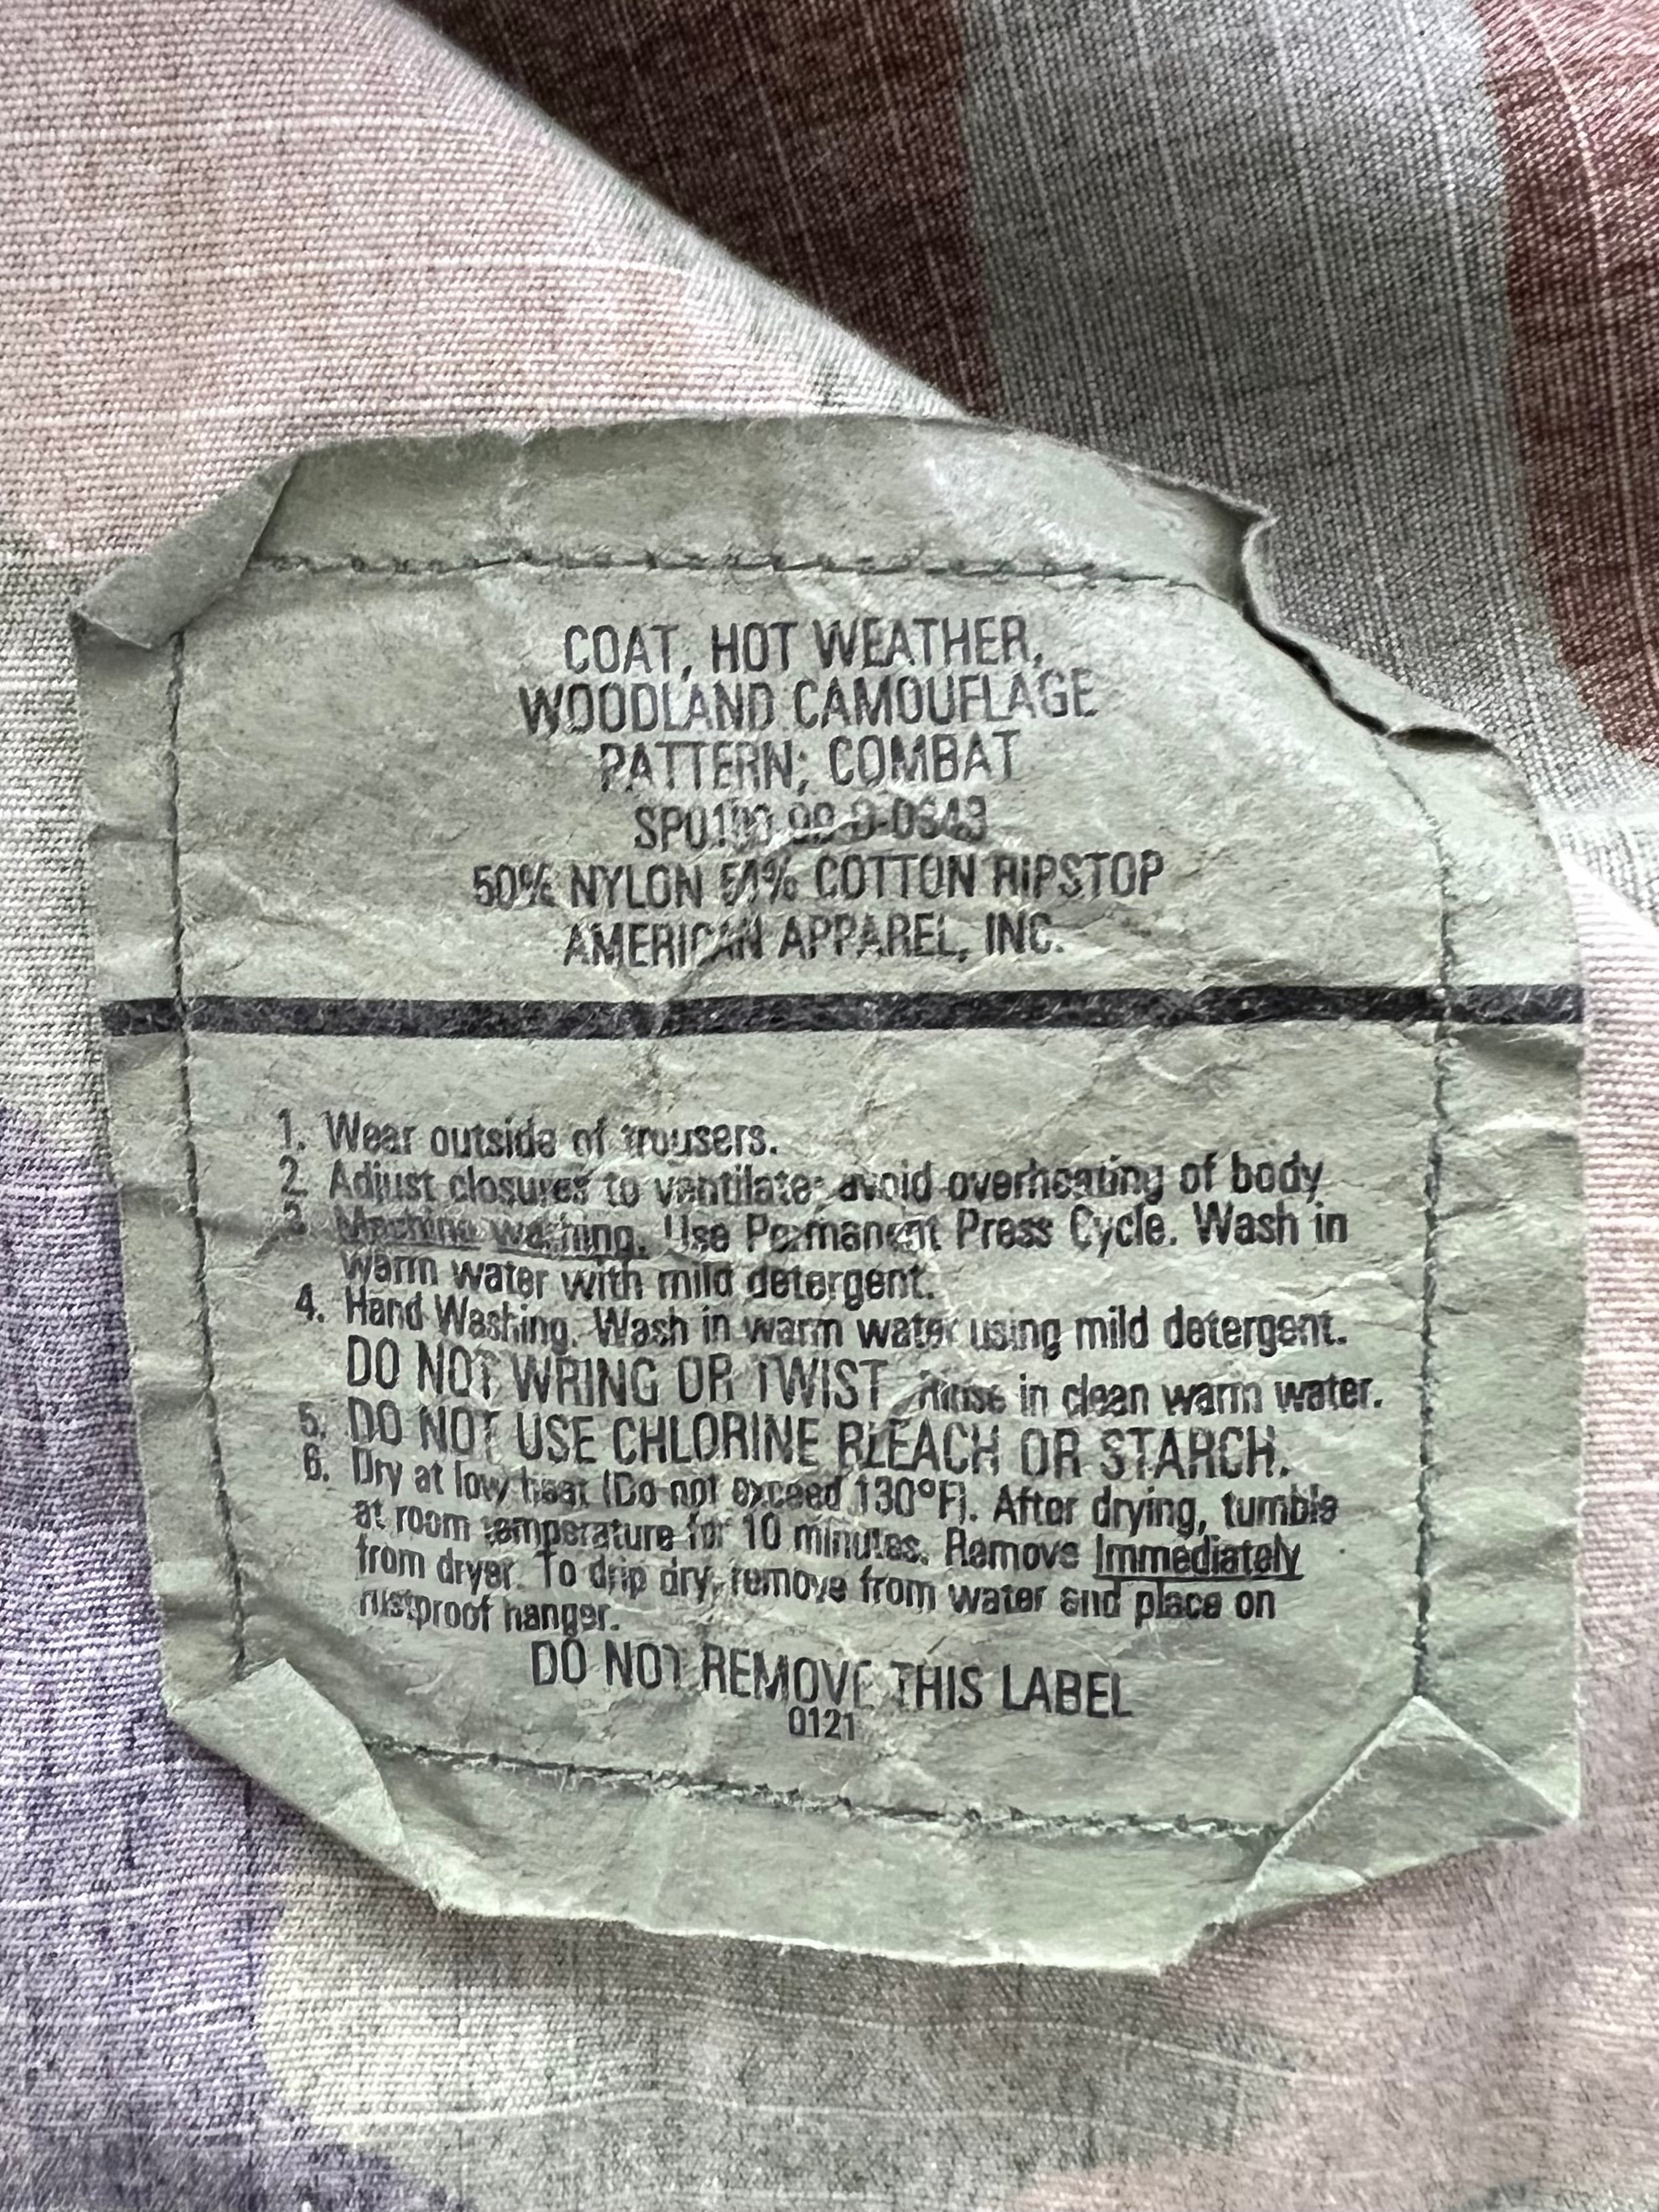 COAT, HOT WEATHER,
WOODLAND CAMOUFLAGE
PATTERN; COMBAT
50% NYLON 50% COTTON RIPSTOP
AMERICAN APPAREL, INC.
1. Wear outside of trousers.
2. Adjust closures to ventilate; avoid overheating of body
3. Machine washing. Use Permanent Press Cycle. Wash in
warm water with mild detergent.
4. Hand Washing. Wash in warm water using mild detergent.
DO NOT WRING OR TWIST Rinse in clean warm water.
5. DO NOT USE CHLORINE BLEACH OR STARCH.
6. Dry at low heat (Do not exceed 130°F). After drying, tumble
at room temperature for 10 minutes. Remove Immediately
from dryer. To drip dry, remove from water and place on
rustproof hanger.
DO NOT REMOVE THIS LABEL
0121